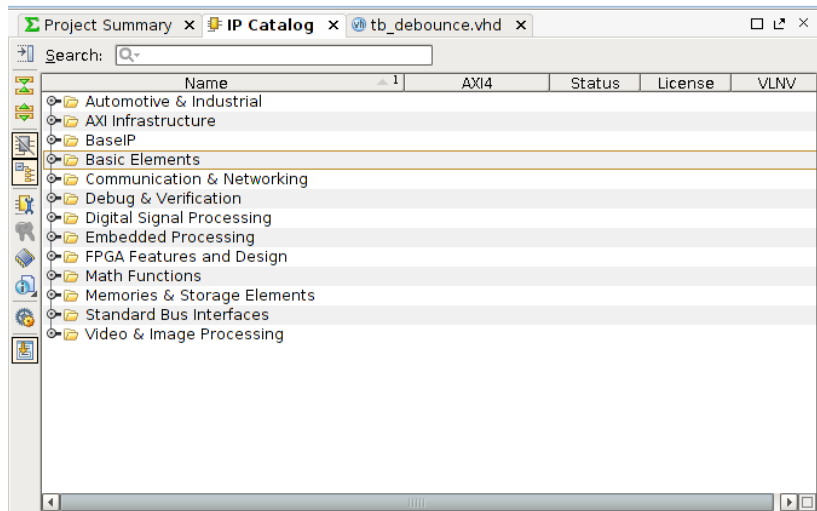 Σ Project Summary × IP Catalog × tb_debounce.vhd ×
Search:
Name 1 AXI4 Status License VLNV
Automotive & Industrial
AXI Infrastructure
BaseIP
Basic Elements
Communication & Networking
Debug & Verification
Digital Signal Processing
Embedded Processing
FPGA Features and Design
Math Functions
Memories & Storage Elements
Standard Bus Interfaces
Video & Image Processing